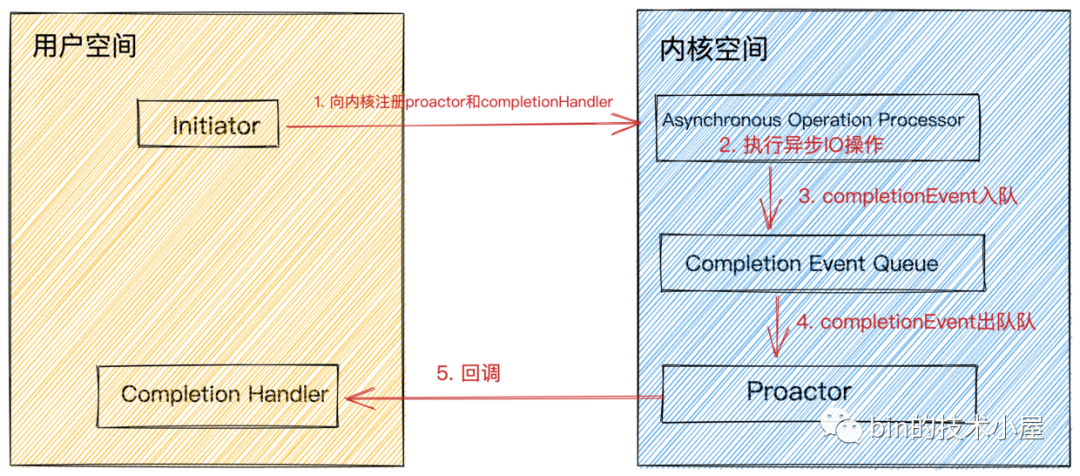 用户空间
内核空间
1. 向内核注册proactor和completionHandler
Initiator
Asynchronous Operation Processor
2. 执行异步IO操作
3. completionEvent入队
Completion Event Queue
4. completionEvent出队队
5. 回调
Completion Handler
Proactor
bin的技术小屋